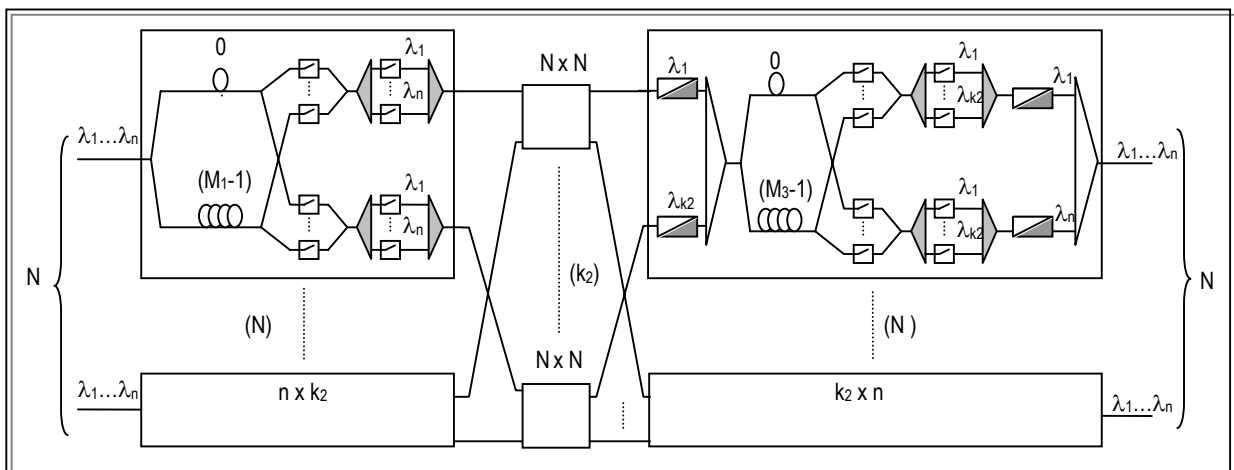 0
λ1
λn
(M1-1)
λ1
λn
λ1...λn
N
(N)
λ1...λn
n x k2
N x N
(k2)
N x N
λ1
λk2
0
λ1
λk2
λ1
(M3-1)
λ1
λk2
λn
λ1...λn
N
(N )
k2 x n
λ1...λn